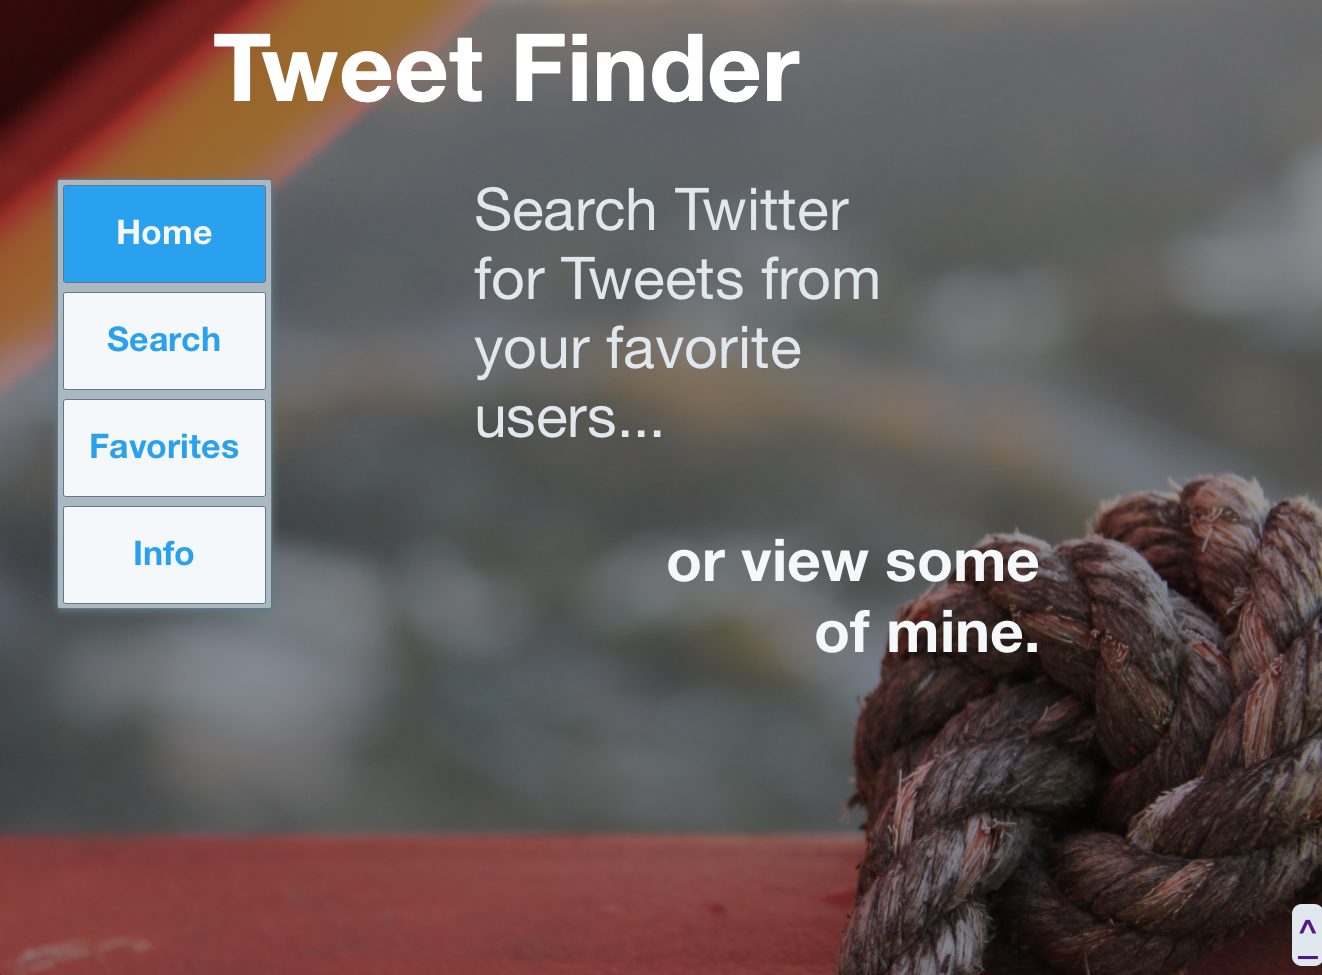 Tweet Finder
Home
Search
Favorites
Info
Search Twitter
for Tweets from
your favorite
users...
or view some
of mine.
^